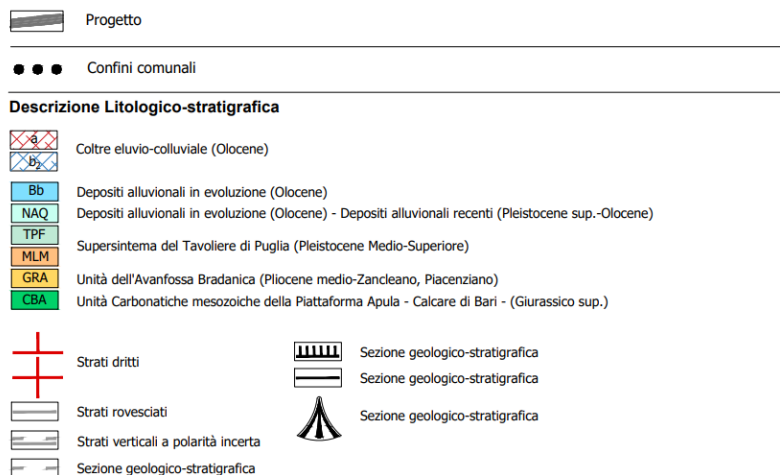 Progetto
Confini comunali
Descrizione Litologico-stratigrafica
a
b2
Coltre eluvio-colluviale (Olocene)
Bb Depositi alluvionali in evoluzione (Olocene)
NAQ Depositi alluvionali in evoluzione (Olocene) - Depositi alluvionali recenti (Pleistocene sup.-Olocene)
TPF
MLM
Supersintema del Tavoliere di Puglia (Pleistocene Medio-Superiore)
GRA Unità dell'Avanfossa Bradanica (Pliocene medio-Zancleano, Piacenziano)
CBA Unità Carbonatiche mesozoiche della Piattaforma Apula - Calcare di Bari - (Giurassico sup.)
Strati dritti
Strati rovesciati
Strati verticali a polarità incerta
Sezione geologico-stratigrafica
Sezione geologico-stratigrafica
Sezione geologico-stratigrafica
Sezione geologico-stratigrafica